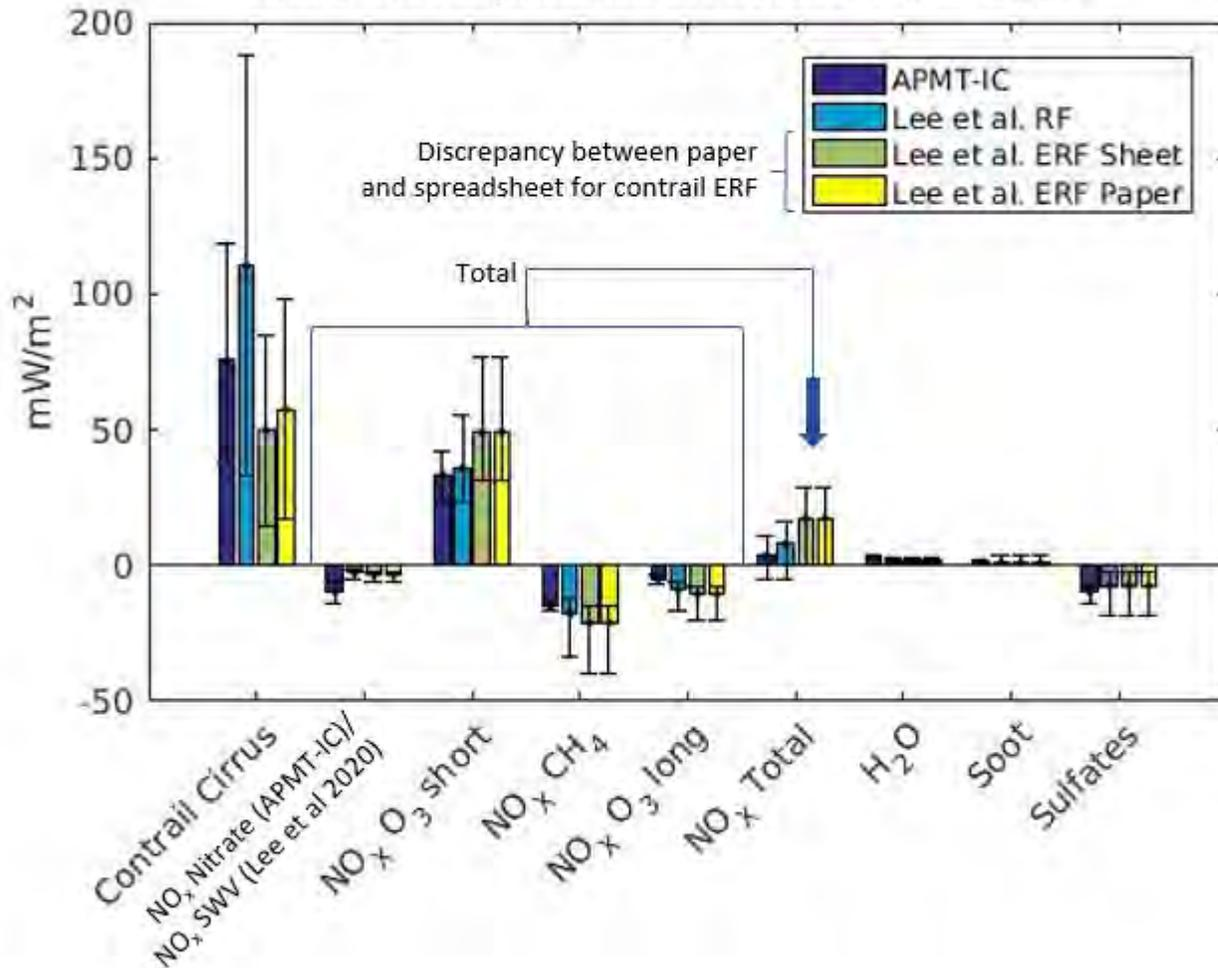 200
150
100
50
0
-50
mW/m²
APMT-IC
Lee et al. RF
Lee et al. ERF Sheet
Lee et al. ERF Paper
Discrepancy between paper
and spreadsheet for contrail ERF
Total
Contrail Cirrus
NOₓ Nitrate (APMT-IC)/
NOₓ SWV (Lee et al 2020)
NOₓ O₃ short
NOₓ CH₄
NOₓ O₃ long
NOₓ Total
H₂O
Soot
Sulfates